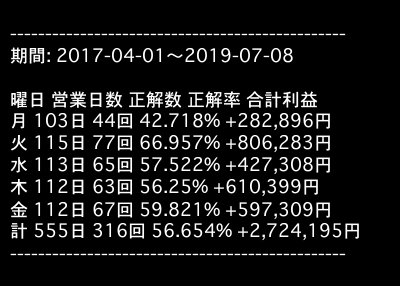 ------------------------------------------------
期間: 2017-04-01〜2019-07-08
曜日 営業日数 正解数 正解率 合計利益
月 103日 44回 42.718% +282,896円
火 115日 77回 66.957% +806,283円
水 113日 65回 57.522% +427,308円
木 112日 63回 56.25% +610,399円
金 112日 67回 59.821% +597,309円
計 555日 316回 56.654% +2,724,195円
------------------------------------------------